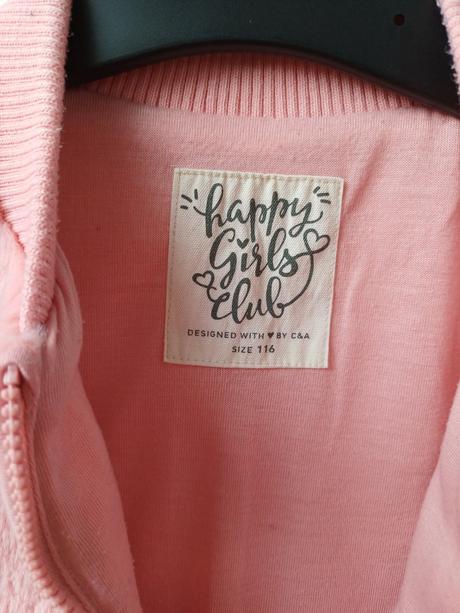 happy
Girls
Club
DESIGNED WITH ♥ BY C&A
SIZE 116